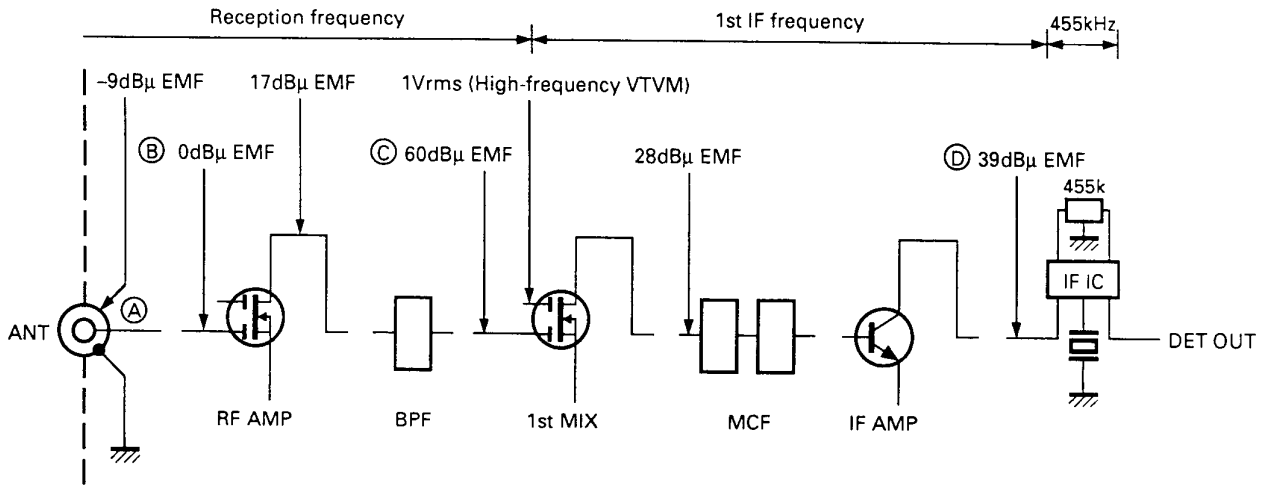 Reception frequency
1st IF frequency
455kHz
-9dBμ EMF
17dBμ EMF
1Vrms (High-frequency VTVM)
Ⓑ 0dBμ EMF
Ⓒ 60dBμ EMF
28dBμ EMF
Ⓓ 39dBμ EMF
455k
IF IC
Ⓐ
ANT
DET OUT
RF AMP
BPF
1st MIX
MCF
IF AMP